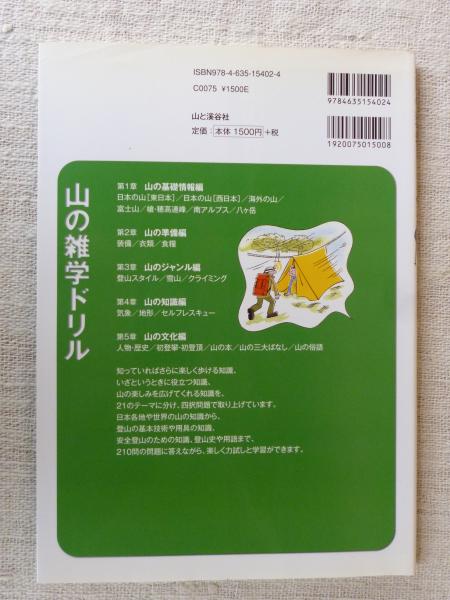 ISBN978-4-635-15402-4
C0075 ¥1500E
山と溪谷社
定価：本体1500円＋税
9784635154024
1920075015008
山の雑学ドリル
第1章 山の基礎情報編
日本の山［東日本］／日本の山［西日本］／海外の山／
富士山／槍・穂高連峰／南アルプス／八ヶ岳
第2章 山の準備編
装備／衣類／食糧
第3章 山のジャンル編
登山スタイル／雪山／クライミング
第4章 山の知識編
気象／地形／セルフレスキュー
第5章 山の文化編
人物・歴史／初登攀・初登頂／山の本／山の三大ばなし／山の俗語
知っていればさらに楽しく歩ける知識、
いざというときに役立つ知識、
山の楽しみを広げてくれる知識を、
21のテーマに分け、四択問題で取り上げています。
日本各地や世界の山の知識から、
登山の基本技術や用具の知識、
安全登山のための知識、登山史や用語まで、
210問の問題に答えながら、楽しく力試しと学習ができます。